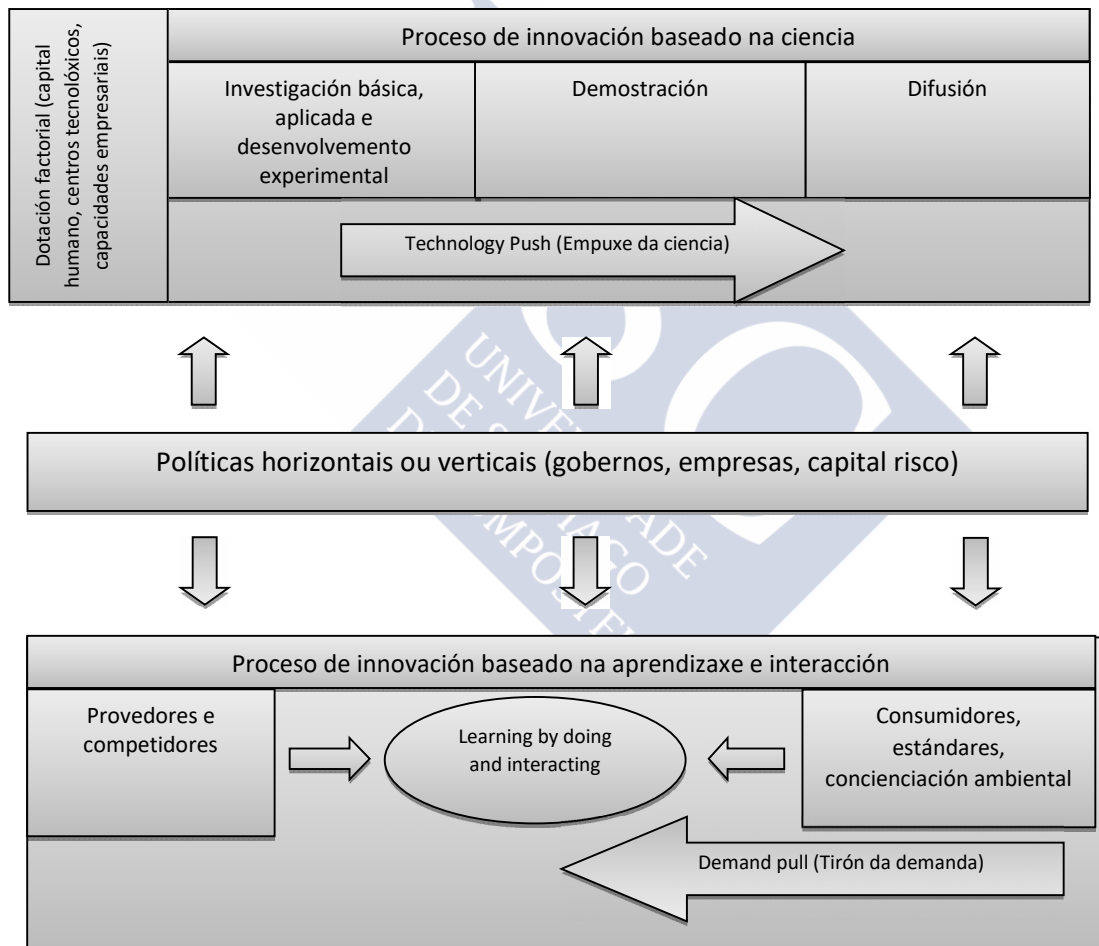 Dotación factorial (capital
humano, centros tecnolóxicos,
capacidades empresariais)
Proceso de innovación baseado na ciencia
Investigación básica,
aplicada e
desenvolvemento
experimental
Demostración
Difusión
Technology Push (Empuxe da ciencia)
Políticas horizontais ou verticais (gobernos, empresas, capital risco)
Proceso de innovación baseado na aprendizaxe e interacción
Provedores e
competidores
Learning by doing
and interacting
Consumidores,
estándares,
concienciación ambiental
Demand pull (Tirón da demanda)